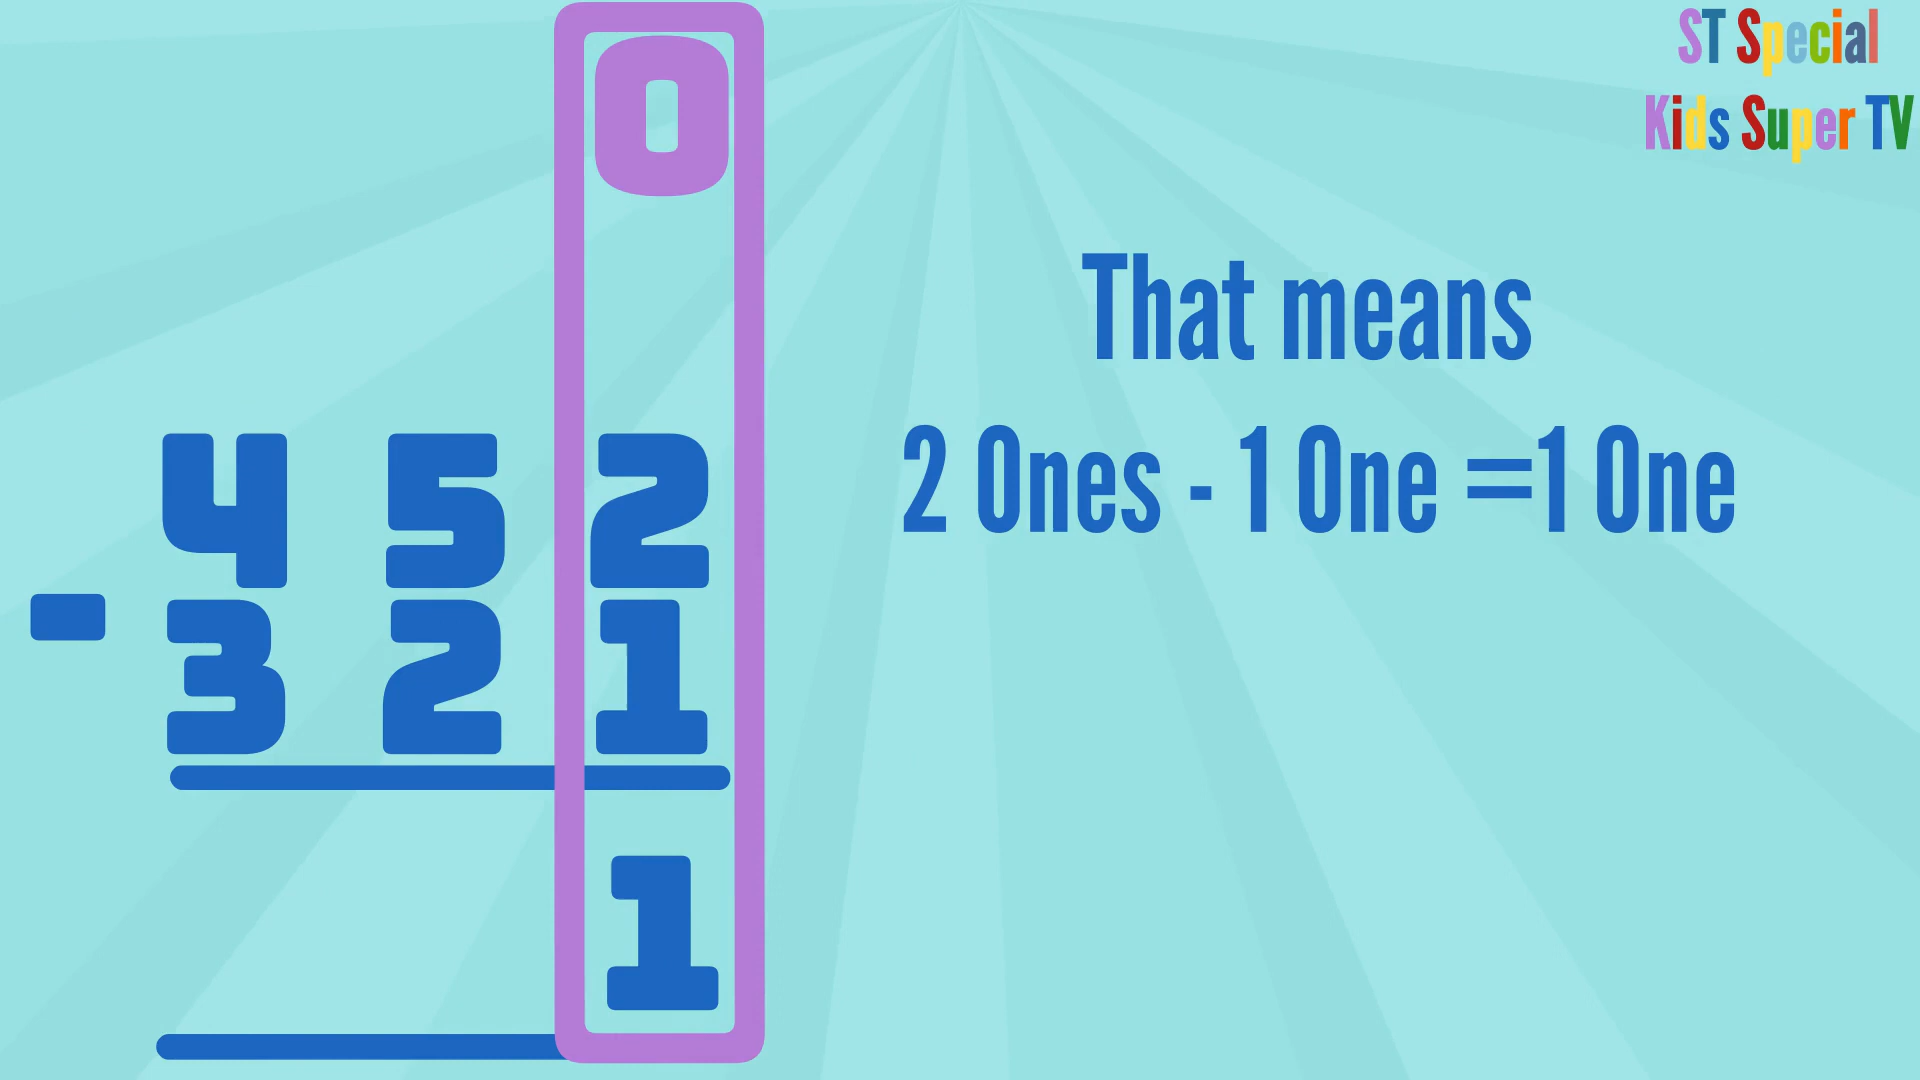 ST Special
Kids Super TV
O
4 5 2
- 3 2 1
1
That means
2 Ones - 1 One =1 One